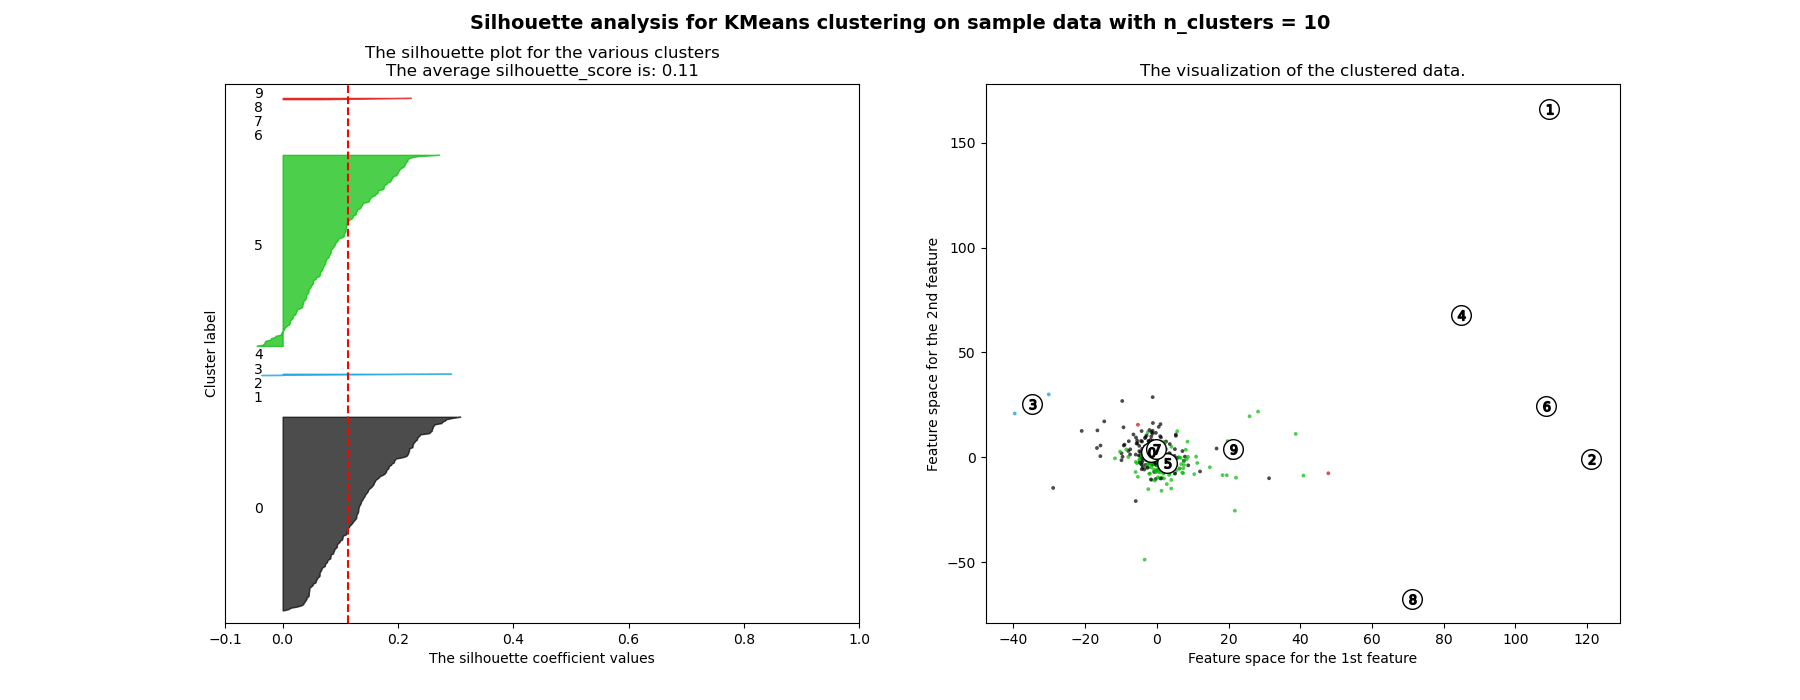 Silhouette analysis for KMeans clustering on sample data with n_clusters = 10
The silhouette plot for the various clusters
The average silhouette_score is: 0.11
Cluster label
9
8
7
6
5
4
3
2
1
0
−0.1 0.0 0.2 0.4 0.6 0.8 1.0
The silhouette coefficient values
The visualization of the clustered data.
Feature space for the 2nd feature
150
100
50
0
−50
1
4
3
6
9
7
0
5
2
8
−40 −20 0 20 40 60 80 100 120
Feature space for the 1st feature